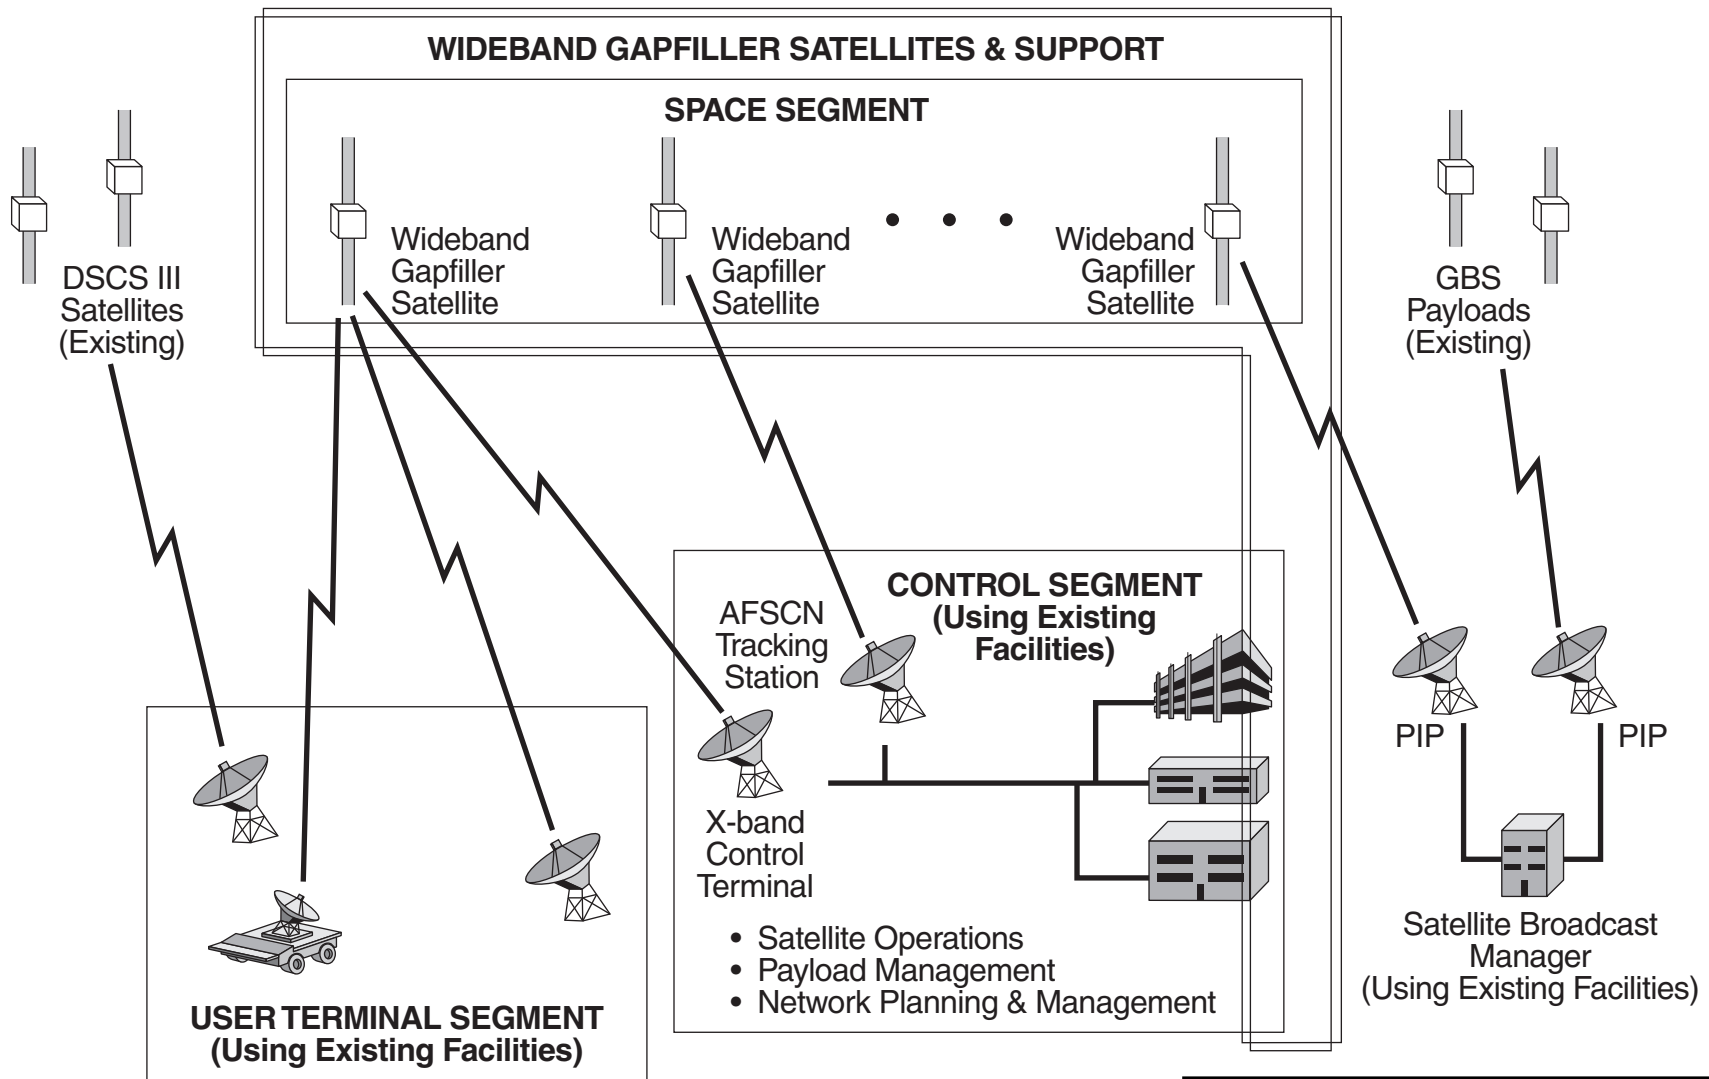 WIDEBAND GAPFILLER SATELLITES & SUPPORT
SPACE SEGMENT
DSCS III
Satellites
(Existing)
Wideband
Gapfiller
Satellite
Wideband
Gapfiller
Satellite
• • •
Wideband
Gapfiller
Satellite
GBS
Payloads
(Existing)
CONTROL SEGMENT
(Using Existing
Facilities)
AFSCN
Tracking
Station
X-band
Control
Terminal
• Satellite Operations
• Payload Management
• Network Planning & Management
PIP
PIP
Satellite Broadcast
Manager
(Using Existing Facilities)
USER TERMINAL SEGMENT
(Using Existing Facilities)